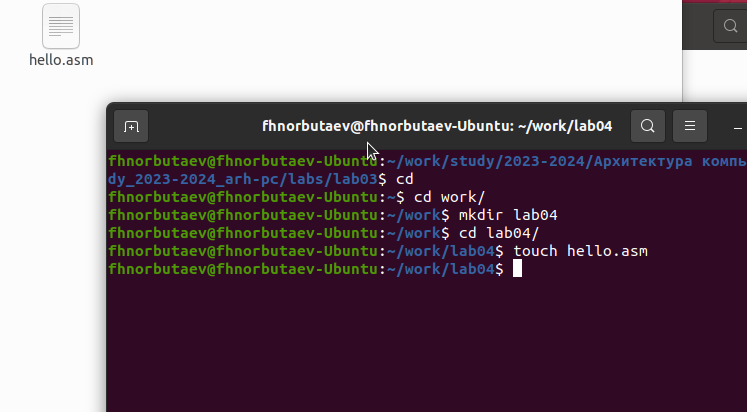 hello.asm
fhnorbutaev@fhnorbutaev-Ubuntu: ~/work/lab04
fhnorbutaev@fhnorbutaev-Ubuntu:~/work/study/2023-2024/Архитектура компь
dy_2023-2024_arh-pc/labs/lab03$ cd
fhnorbutaev@fhnorbutaev-Ubuntu:~$ cd work/
fhnorbutaev@fhnorbutaev-Ubuntu:~/work$ mkdir lab04
fhnorbutaev@fhnorbutaev-Ubuntu:~/work$ cd lab04/
fhnorbutaev@fhnorbutaev-Ubuntu:~/work/lab04$ touch hello.asm
fhnorbutaev@fhnorbutaev-Ubuntu:~/work/lab04$